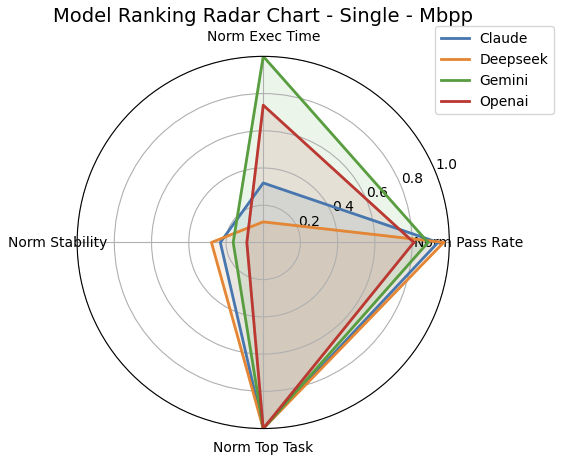 Model Ranking Radar Chart - Single - Mbpp
Norm Exec Time
Claude
Deepseek
Gemini
Openai
1.0
0.8
0.6
0.4
0.2
Norm Stability
Norm Pass Rate
Norm Top Task